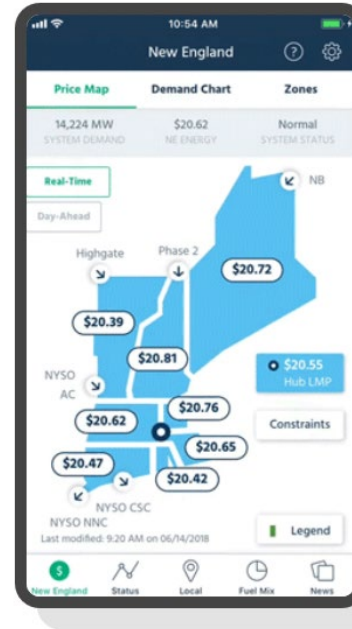 10:54 AM
New England
?
Price Map Demand Chart Zones
14,224 MW $20.62 Normal
SYSTEM DEMAND NE ENERGY SYSTEM STATUS
Real-Time
NB
Day-Ahead
Highgate Phase 2
$20.72
$20.39
$20.81
NYSO
AC
$20.55
Hub LMP
$20.76
$20.62
Constraints
$20.65
$20.47
$20.42
NYSO CSC
NYSO NNC
Legend
Last modified: 9:20 AM on 06/14/2018
$
New England Status Local Fuel Mix News